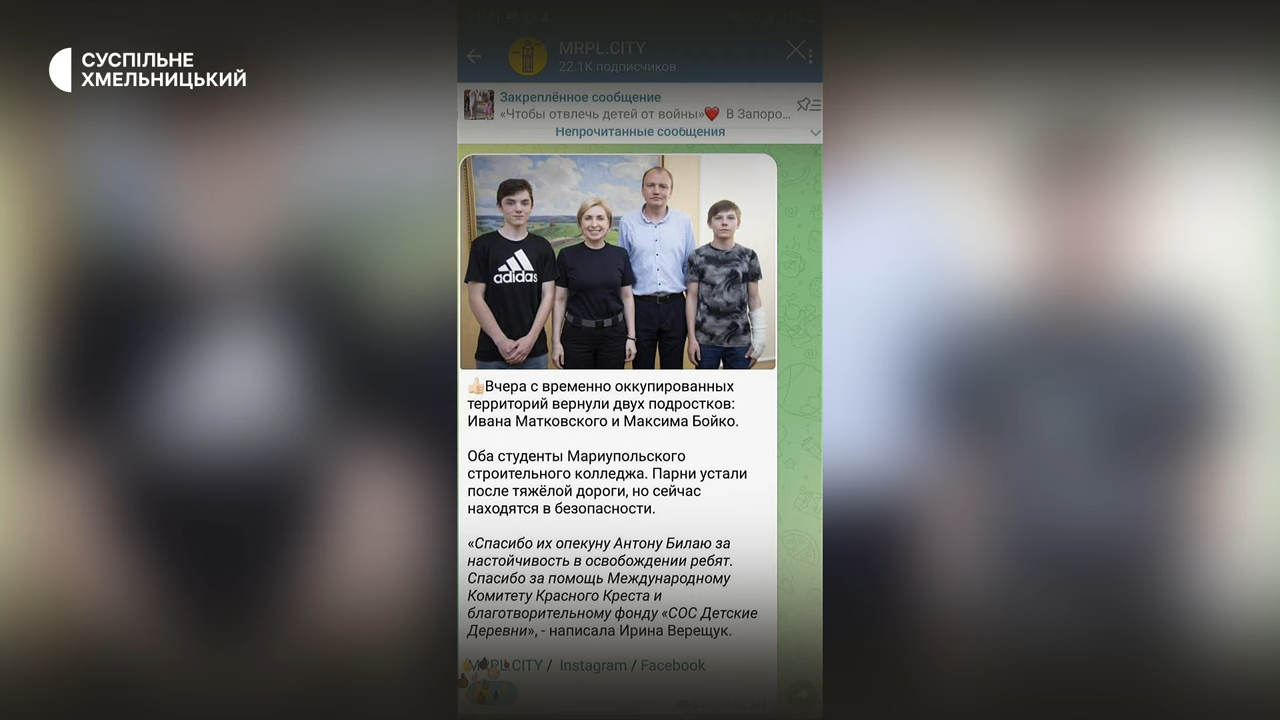 СУСПІЛЬНЕ
ХМЕЛЬНИЦЬКИЙ
MRPL.CITY
22.1K подписчиков
Закреплённое сообщение
«Чтобы отвлечь детей от войны»❤️ В Запоро...
Непрочитанные сообщения
adidas
👍🏻Вчера с временно оккупированных
территорий вернули двух подростков:
Ивана Матковского и Максима Бойко.
Оба студенты Мариупольского
строительного колледжа. Парни устали
после тяжёлой дороги, но сейчас
находятся в безопасности.
«Спасибо их опекуну Антону Билаю за
настойчивость в освобождении ребят.
Спасибо за помощь Международному
Комитету Красного Креста и
благотворительному фонду «СОС Детские
Деревни», - написала Ирина Верещук.
MRPL.CITY / Instagram / Facebook